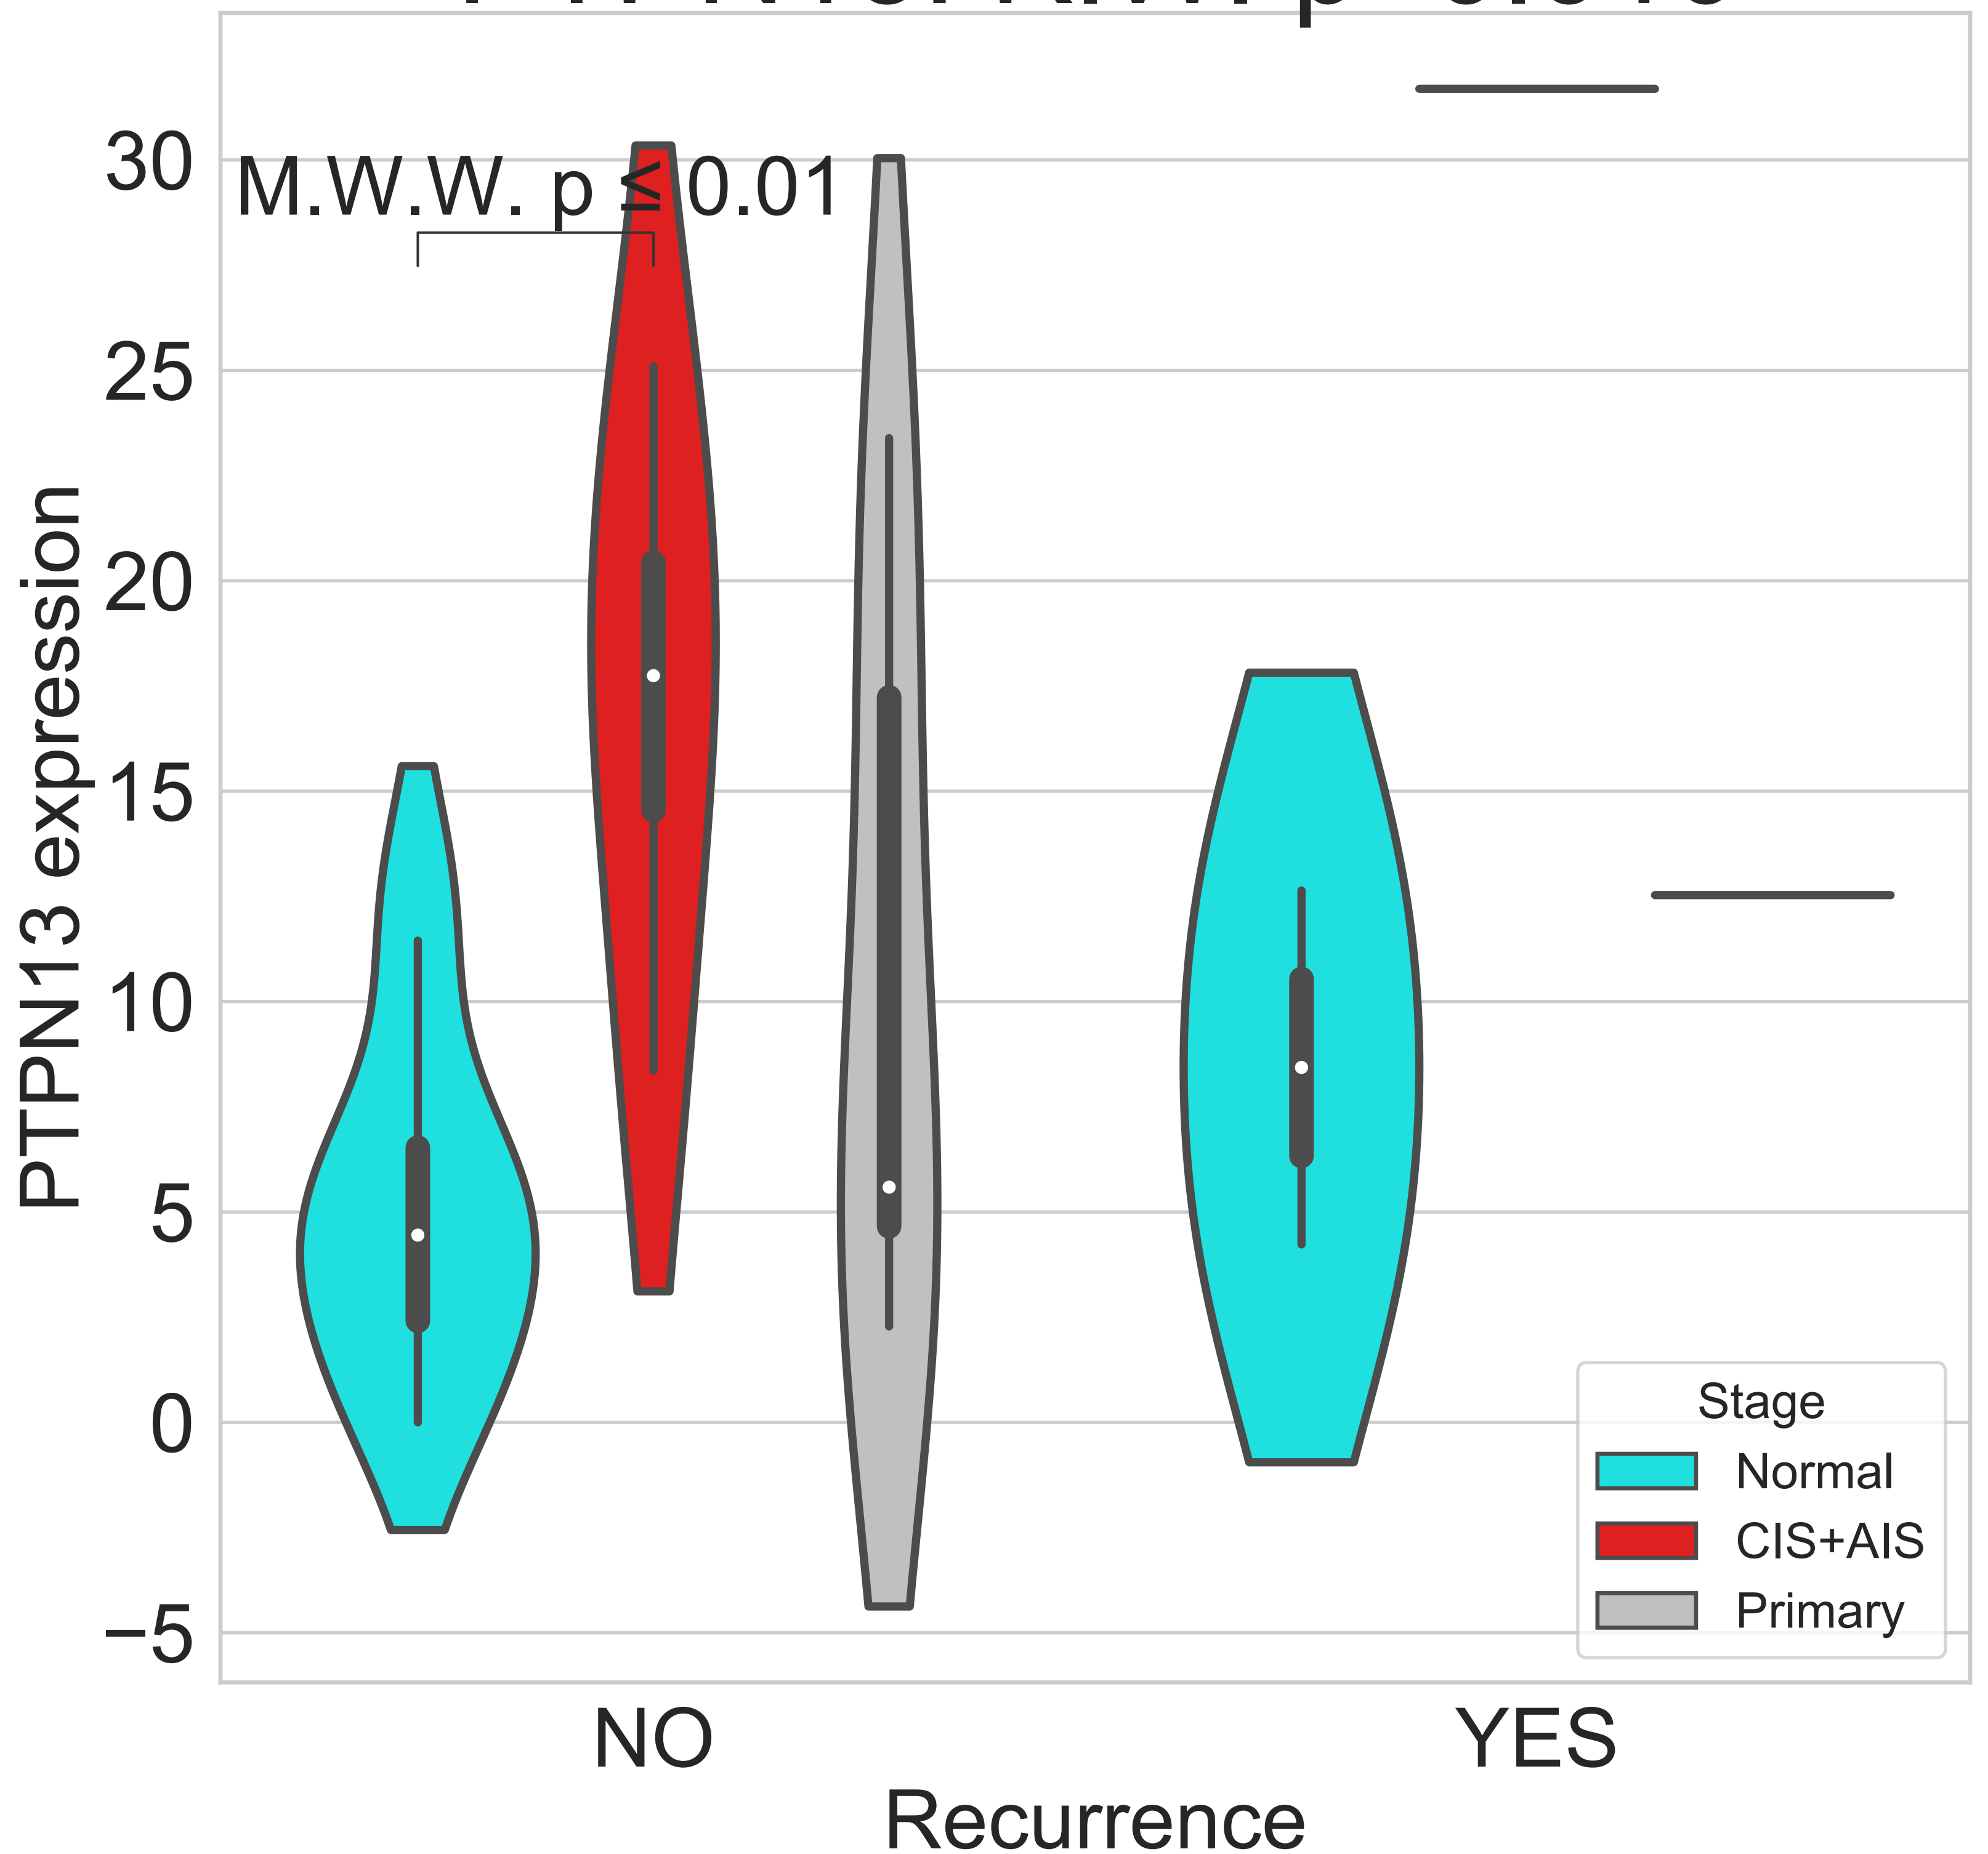 30
M.W.W. p ≤ 0.01
25
20
15
10
5
0
−5
PTPN13 expression
Stage
Normal
CIS+AIS
Primary
NO
YES
Recurrence